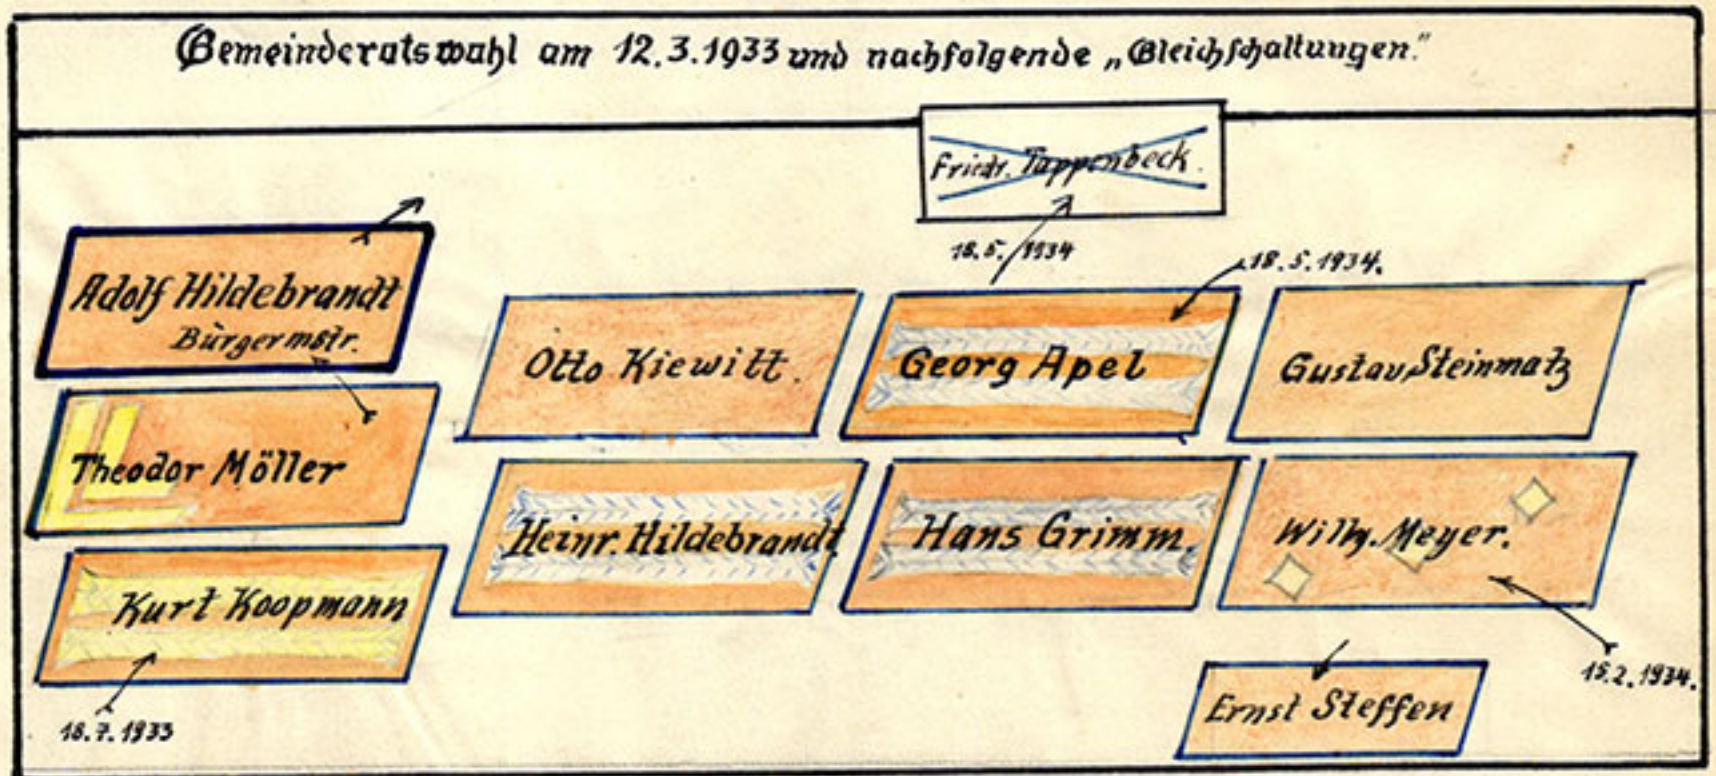 Gemeinderatswahl am 12.3.1933 und nachfolgende „Gleichschaltungen."
Friedr. Tappenbeck.
18.5.1934
18.5.1934.
Adolf Hildebrandt
Bürgermstr.
Otto Kiewitt.
Georg Apel
Gustav Steinmatz
Theodor Möller
Heinr. Hildebrandt
Hans Grimm.
Wilh. Meyer.
Kurt Koopmann
18.7.1933
Ernst Steffen
15.2.1934.